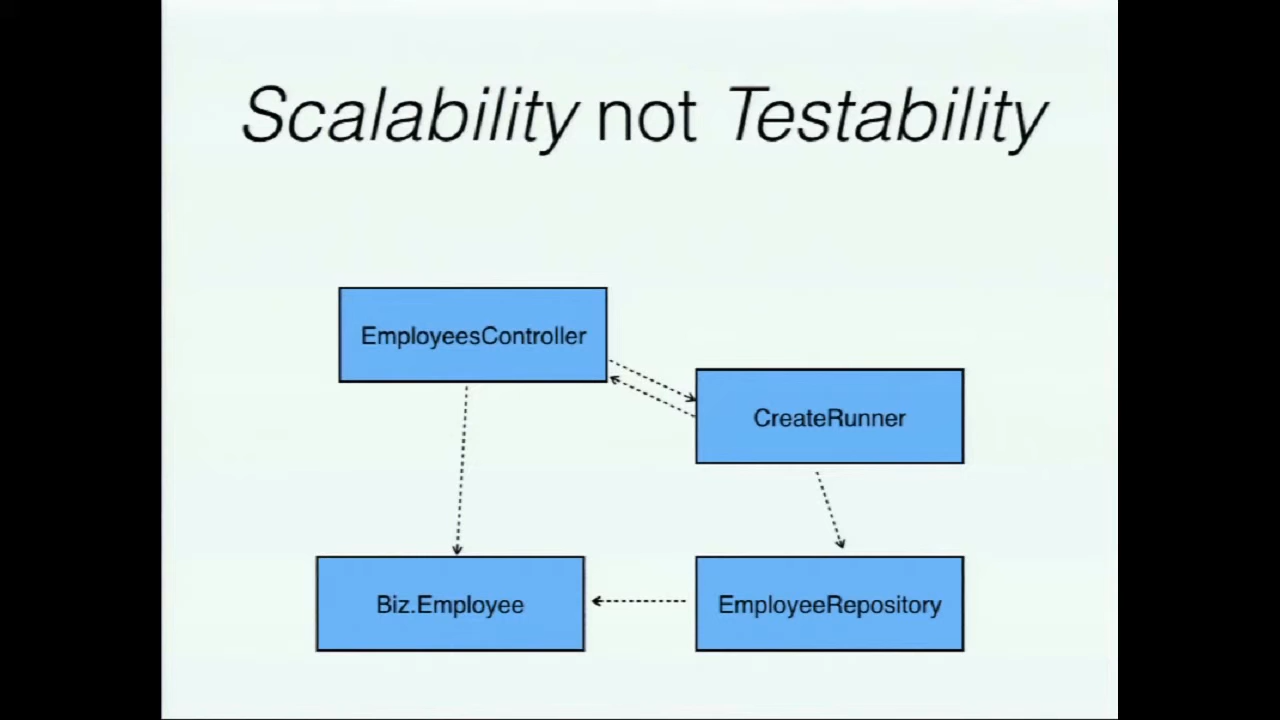 Scalability not Testability
EmployeesController
CreateRunner
Biz.Employee
EmployeeRepository